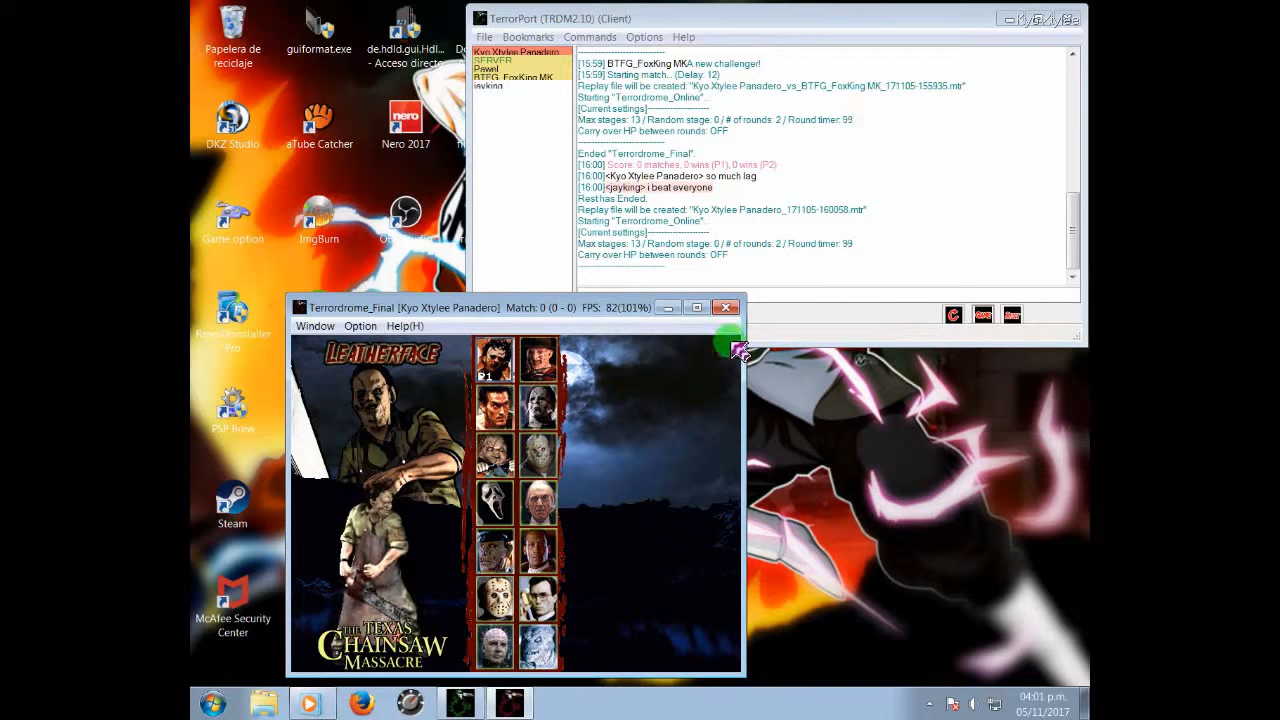 Papelera de
reciclaje
guiformat.exe
de.hdld.gui.Hdl...
- Acceso directo
DKZ Studio
aTube Catcher
Nero 2017
Game option
ImgBurn
RevoUninstaller
Pro
PSP Brew
Steam
McAfee Security
Center
TerrorPort (TRDM2.10) (Client)
Kyo Xtylee
File Bookmarks Commands Options Help
Kyo Xtylee Panadero
SERVER
Pawel
BTFG_FoxKing MK
jayking
[15:59] BTFG_FoxKing MKA new challenger!
[15:59] Starting match... (Delay: 12)
Replay file will be created: "Kyo Xtylee Panadero_vs_BTFG_FoxKing MK_171105-155935.mtr"
Starting "Terrordrome_Online"..
[Current settings]----------------------
Max stages: 13 / Random stage: 0 / # of rounds: 2 / Round timer: 99
Carry over HP between rounds: OFF
Ended "Terrordrome_Final".
[16:00] Score: 0 matches, 0 wins (P1), 0 wins (P2)
[16:00]<Kyo Xtylee Panadero> so much lag
[16:00]<jayking> i beat everyone
Rest has Ended.
Replay file will be created: "Kyo Xtylee Panadero_171105-160058.mtr"
Starting "Terrordrome_Online"..
[Current settings]----------------------
Max stages: 13 / Random stage: 0 / # of rounds: 2 / Round timer: 99
Carry over HP between rounds: OFF
Terrordrome_Final [Kyo Xtylee Panadero] Match: 0 (0 - 0) FPS: 82(101%)
Window Option Help(H)
LEATHERFACE
P1
THE TEXAS
CHAINSAW
MASSACRE
04:01 p.m.
05/11/2017